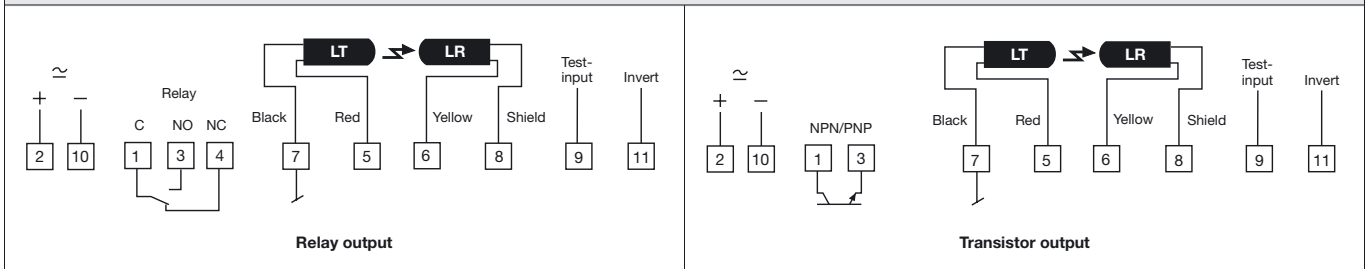 LT LR
Test-
input
Invert
≃
+ −
Relay
C NO NC
Black Red Yellow Shield
2 10 1 3 4 7 5 6 8 9 11
Relay output
LT LR
Test-
input
Invert
≃
+ −
NPN/PNP
Black Red Yellow Shield
2 10 1 3 7 5 6 8 9 11
Transistor output